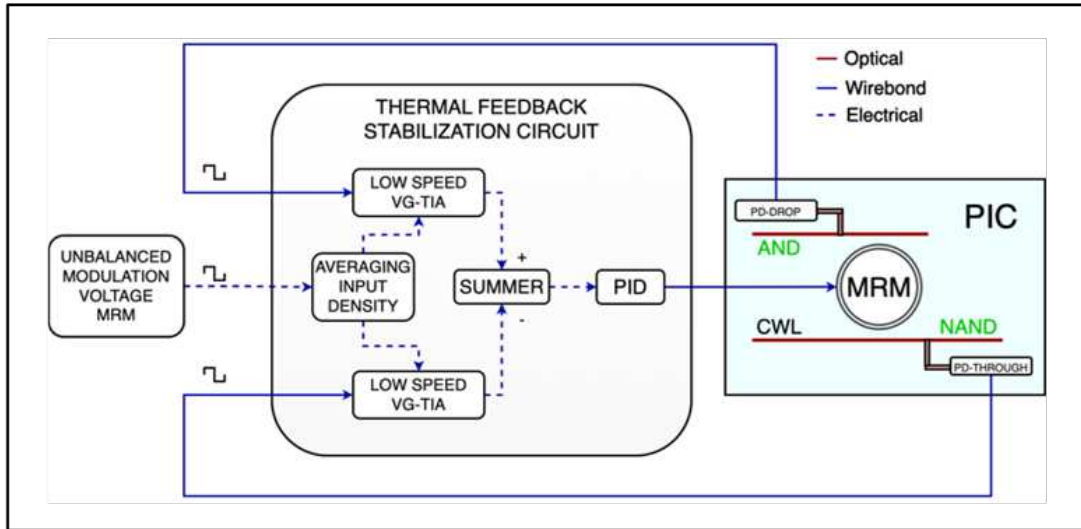 Optical
Wirebond
Electrical
THERMAL FEEDBACK
STABILIZATION CIRCUIT
LOW SPEED
VG-TIA
UNBALANCED
MODULATION
VOLTAGE
MRM
AVERAGING
INPUT
DENSITY
+
SUMMER
-
PID
LOW SPEED
VG-TIA
PD-DROP
PIC
AND
MRM
CWL
NAND
PD-THROUGH